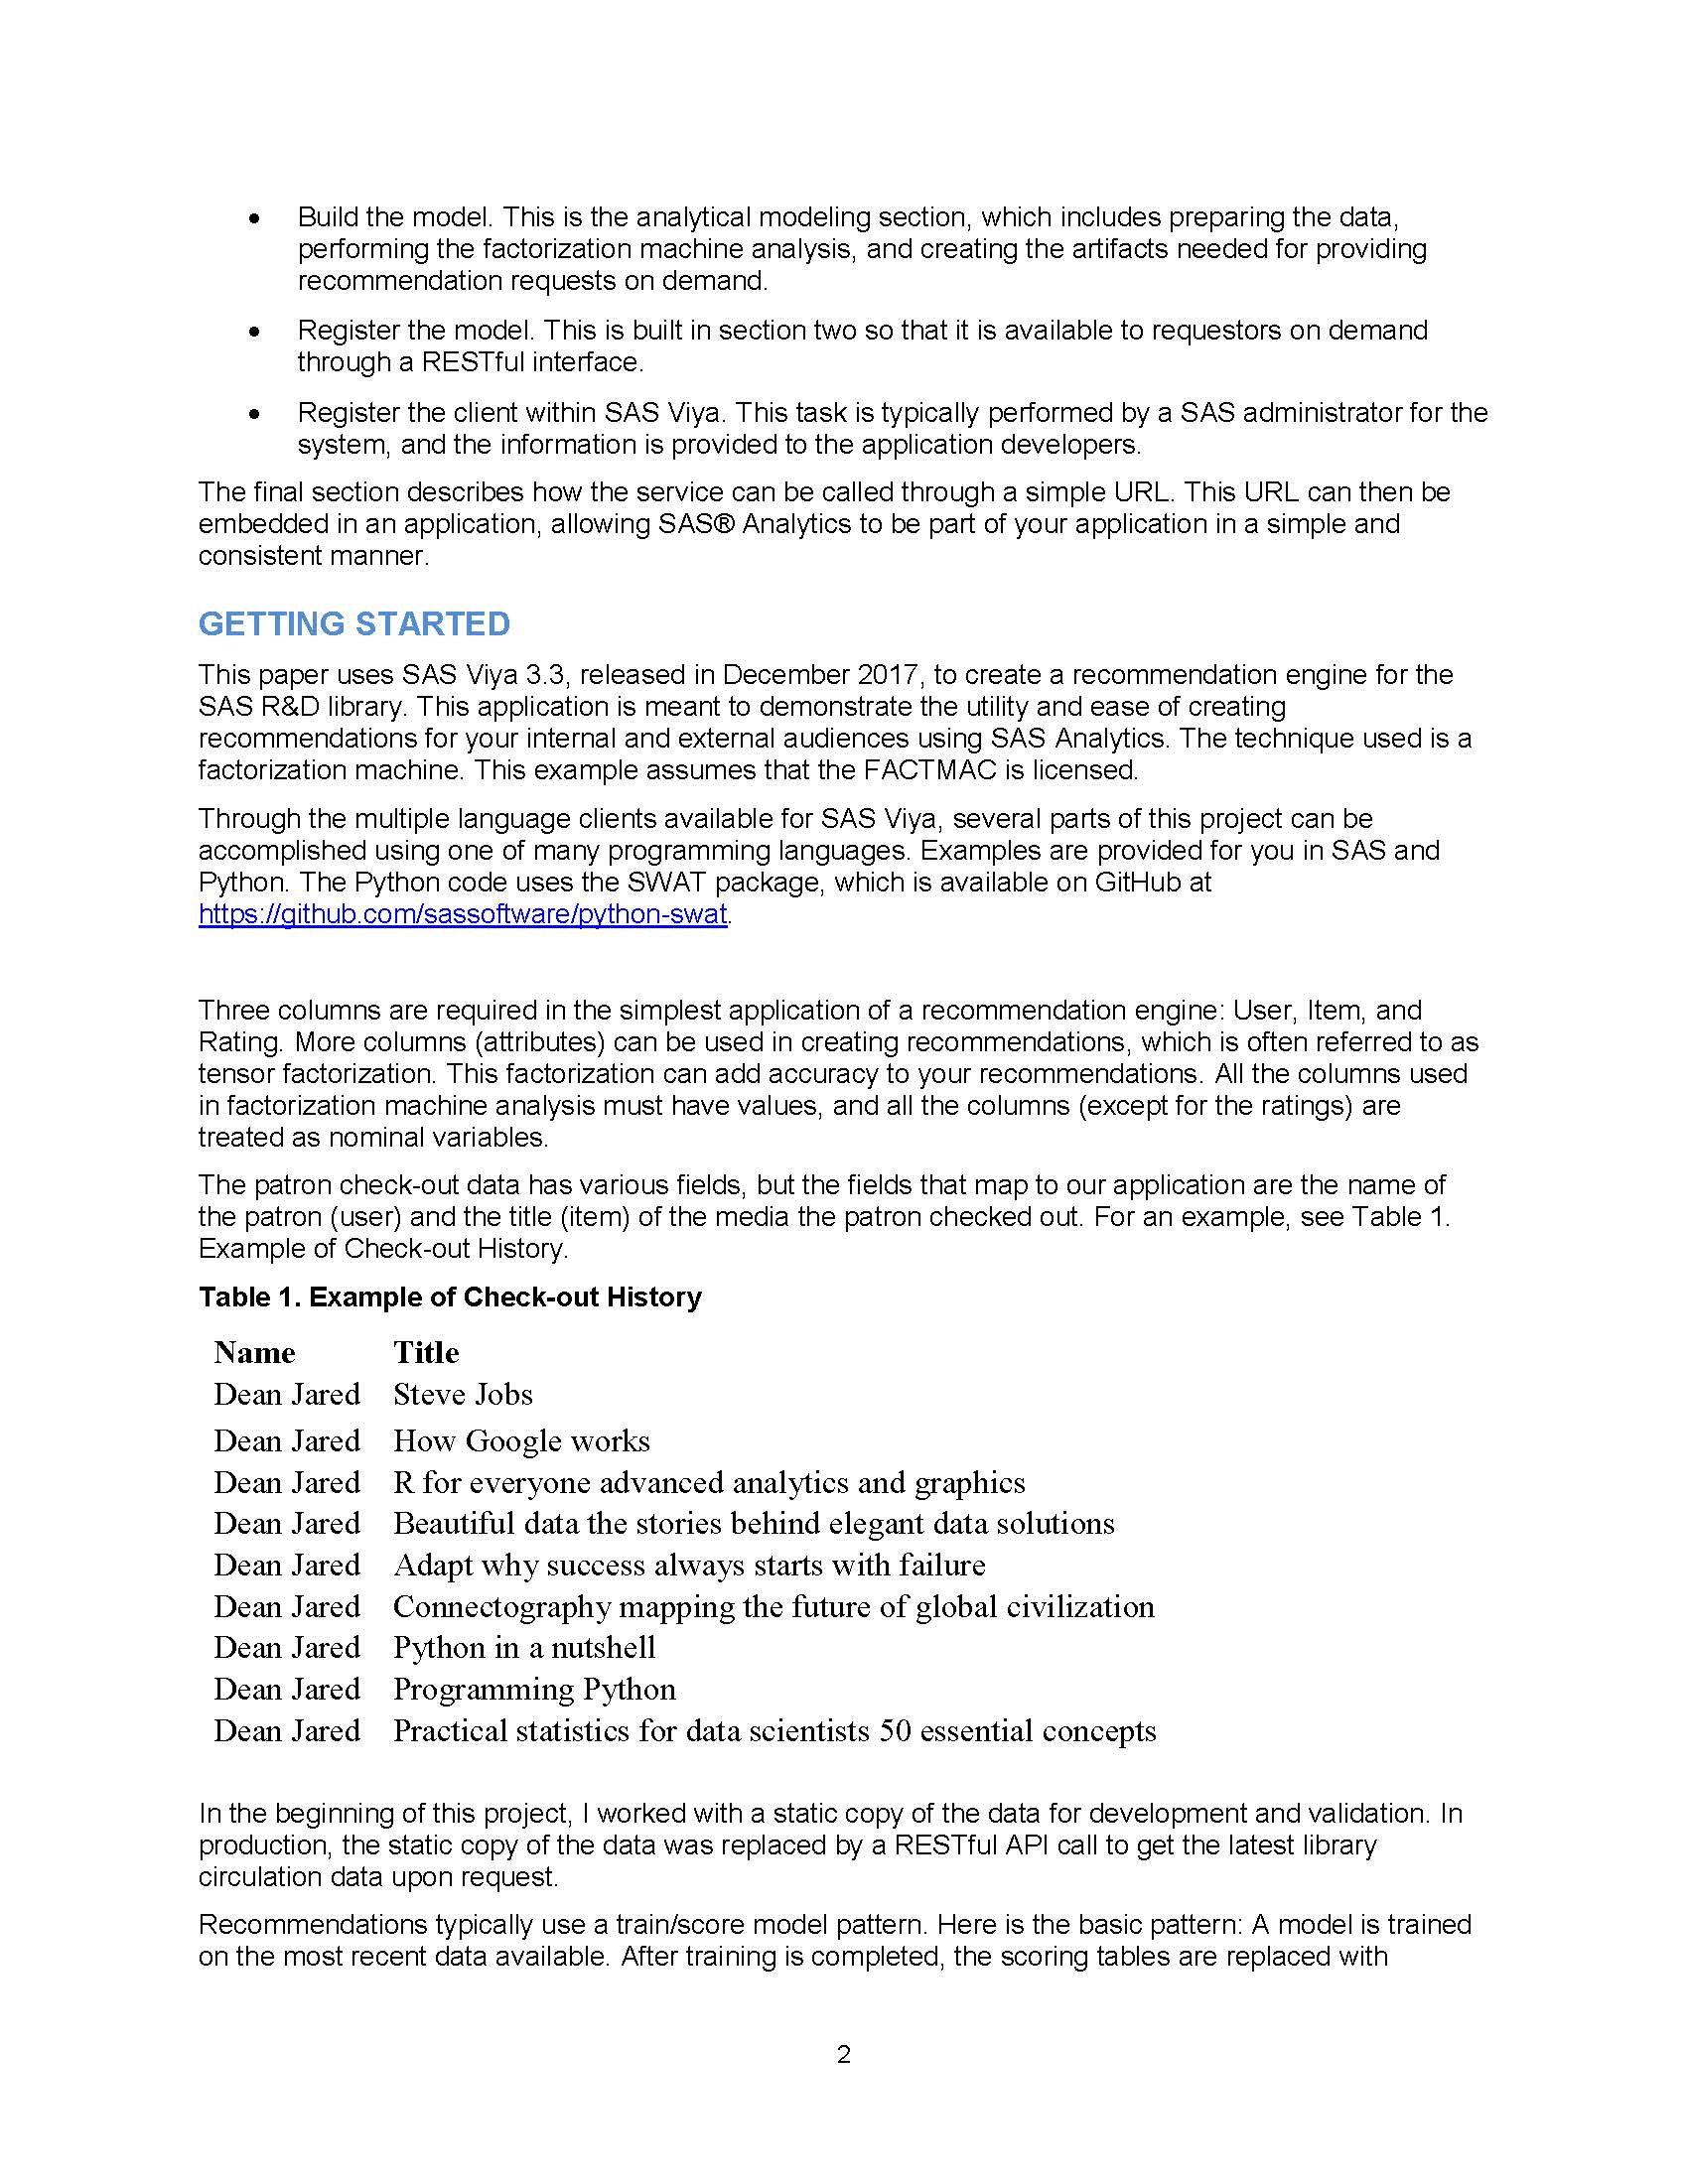 • Build the model. This is the analytical modeling section, which includes preparing the data,
performing the factorization machine analysis, and creating the artifacts needed for providing
recommendation requests on demand.
• Register the model. This is built in section two so that it is available to requestors on demand
through a RESTful interface.
• Register the client within SAS Viya. This task is typically performed by a SAS administrator for the
system, and the information is provided to the application developers.
The final section describes how the service can be called through a simple URL. This URL can then be
embedded in an application, allowing SAS® Analytics to be part of your application in a simple and
consistent manner.
GETTING STARTED
This paper uses SAS Viya 3.3, released in December 2017, to create a recommendation engine for the
SAS R&D library. This application is meant to demonstrate the utility and ease of creating
recommendations for your internal and external audiences using SAS Analytics. The technique used is a
factorization machine. This example assumes that the FACTMAC is licensed.
Through the multiple language clients available for SAS Viya, several parts of this project can be
accomplished using one of many programming languages. Examples are provided for you in SAS and
Python. The Python code uses the SWAT package, which is available on GitHub at
https://github.com/sassoftware/python-swat.
Three columns are required in the simplest application of a recommendation engine: User, Item, and
Rating. More columns (attributes) can be used in creating recommendations, which is often referred to as
tensor factorization. This factorization can add accuracy to your recommendations. All the columns used
in factorization machine analysis must have values, and all the columns (except for the ratings) are
treated as nominal variables.
The patron check-out data has various fields, but the fields that map to our application are the name of
the patron (user) and the title (item) of the media the patron checked out. For an example, see Table 1.
Example of Check-out History.
Table 1. Example of Check-out History
Name Title
Dean Jared Steve Jobs
Dean Jared How Google works
Dean Jared R for everyone advanced analytics and graphics
Dean Jared Beautiful data the stories behind elegant data solutions
Dean Jared Adapt why success always starts with failure
Dean Jared Connectography mapping the future of global civilization
Dean Jared Python in a nutshell
Dean Jared Programming Python
Dean Jared Practical statistics for data scientists 50 essential concepts
In the beginning of this project, I worked with a static copy of the data for development and validation. In
production, the static copy of the data was replaced by a RESTful API call to get the latest library
circulation data upon request.
Recommendations typically use a train/score model pattern. Here is the basic pattern: A model is trained
on the most recent data available. After training is completed, the scoring tables are replaced with
2